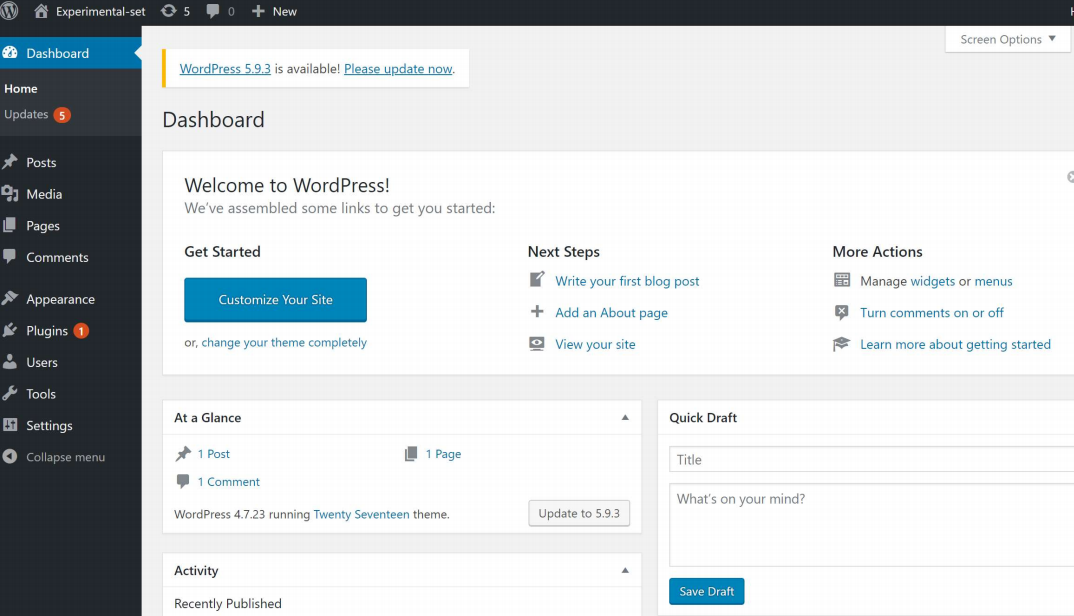 Experimental-set 5 0 New
Screen Options
Dashboard
Home
Updates 5
Posts
Media
Pages
Comments
Appearance
Plugins 1
Users
Tools
Settings
Collapse menu
WordPress 5.9.3 is available! Please update now.
Dashboard
Welcome to WordPress!
We've assembled some links to get you started:
Get Started
Customize Your Site
or, change your theme completely
Next Steps
Write your first blog post
Add an About page
View your site
More Actions
Manage widgets or menus
Turn comments on or off
Learn more about getting started
At a Glance
1 Post
1 Page
1 Comment
WordPress 4.7.23 running Twenty Seventeen theme.
Update to 5.9.3
Activity
Recently Published
Quick Draft
Title
What's on your mind?
Save Draft